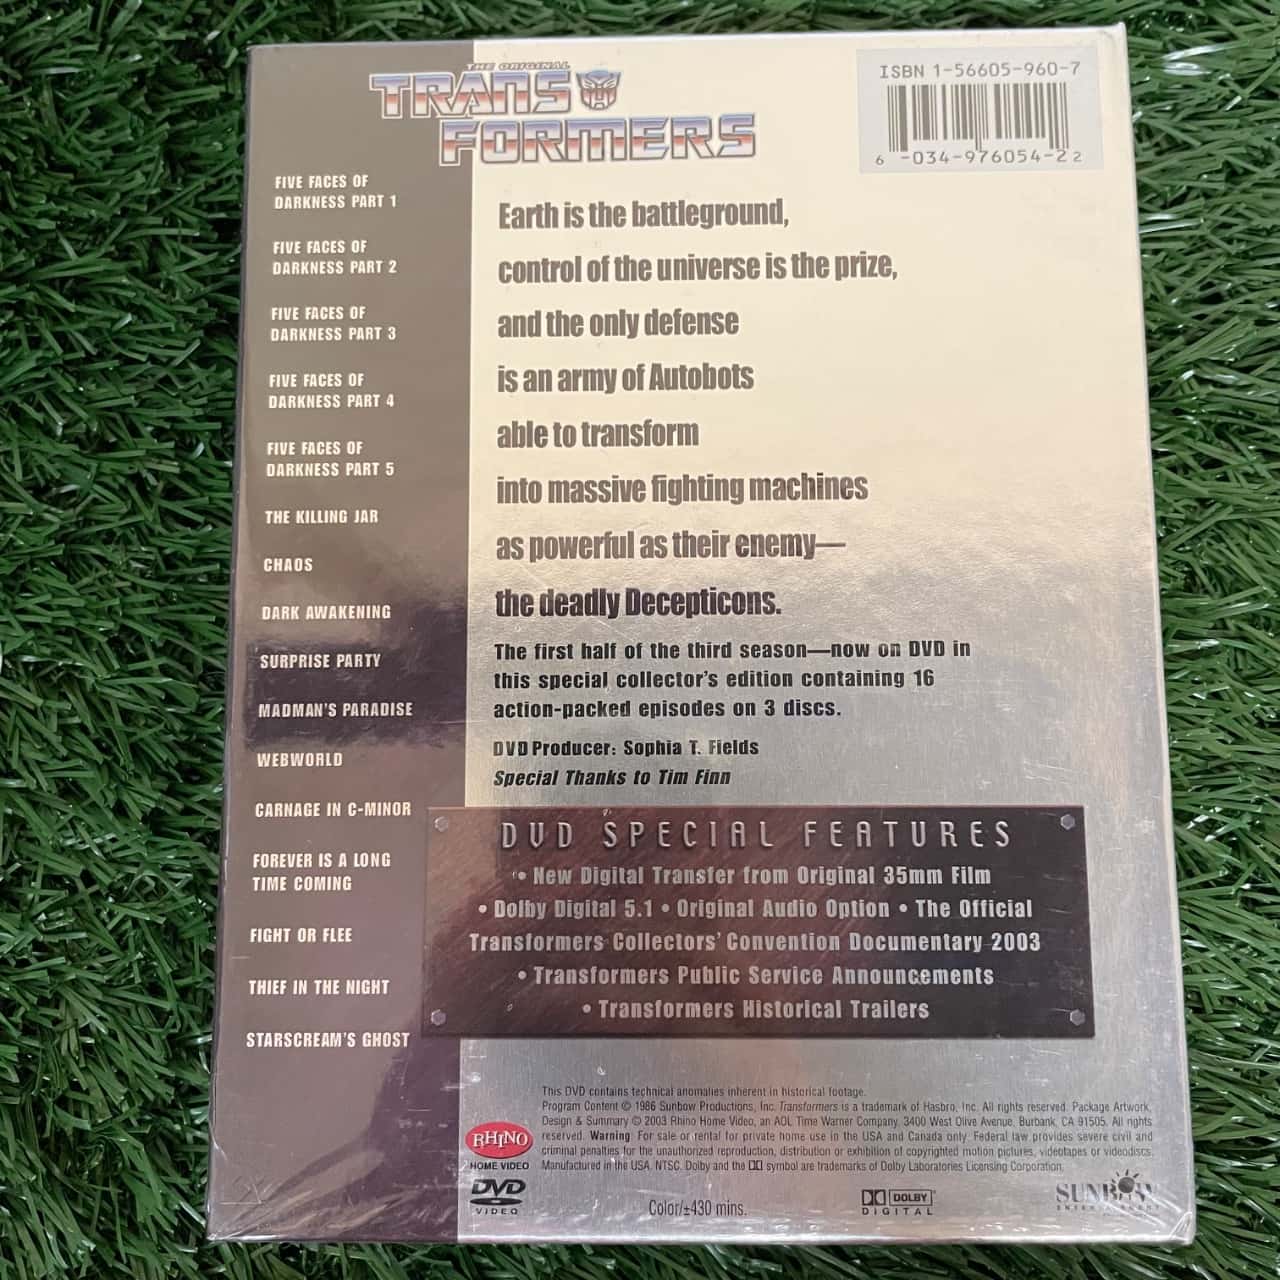 THE ORIGINAL
TRANS
FORMERS
ISBN 1-56605-960-7
6 -034-976054-2 2
FIVE FACES OF
DARKNESS PART 1
FIVE FACES OF
DARKNESS PART 2
FIVE FACES OF
DARKNESS PART 3
FIVE FACES OF
DARKNESS PART 4
FIVE FACES OF
DARKNESS PART 5
THE KILLING JAR
CHAOS
DARK AWAKENING
SURPRISE PARTY
MADMAN'S PARADISE
WEBWORLD
CARNAGE IN C-MINOR
FOREVER IS A LONG
TIME COMING
FIGHT OR FLEE
THIEF IN THE NIGHT
STARSCREAM'S GHOST
Earth is the battleground,
control of the universe is the prize,
and the only defense
is an army of Autobots
able to transform
into massive fighting machines
as powerful as their enemy—
the deadly Decepticons.
The first half of the third season—now on DVD in
this special collector's edition containing 16
action-packed episodes on 3 discs.
DVD Producer: Sophia T. Fields
Special Thanks to Tim Finn
DVD SPECIAL FEATURES
• New Digital Transfer from Original 35mm Film
• Dolby Digital 5.1 • Original Audio Option • The Official
Transformers Collectors' Convention Documentary 2003
• Transformers Public Service Announcements
• Transformers Historical Trailers
This DVD contains technical anomalies inherent in historical footage.
Program Content © 1986 Sunbow Productions, Inc. Transformers is a trademark of Hasbro, Inc. All rights reserved. Package Artwork,
Design & Summary © 2003 Rhino Home Video, an AOL Time Warner Company, 3400 West Olive Avenue, Burbank, CA 91505. All rights
reserved. Warning: For sale or rental for private home use in the USA and Canada only. Federal law provides severe civil and
criminal penalties for the unauthorized reproduction, distribution or exhibition of copyrighted motion pictures, videotapes or videodiscs.
Manufactured in the USA. NTSC. Dolby and the DD symbol are trademarks of Dolby Laboratories Licensing Corporation.
RHINO
HOME VIDEO
DVD
VIDEO
Color/±430 mins.
DOLBY
DIGITAL
SUNBOW
ENTERTAINMENT